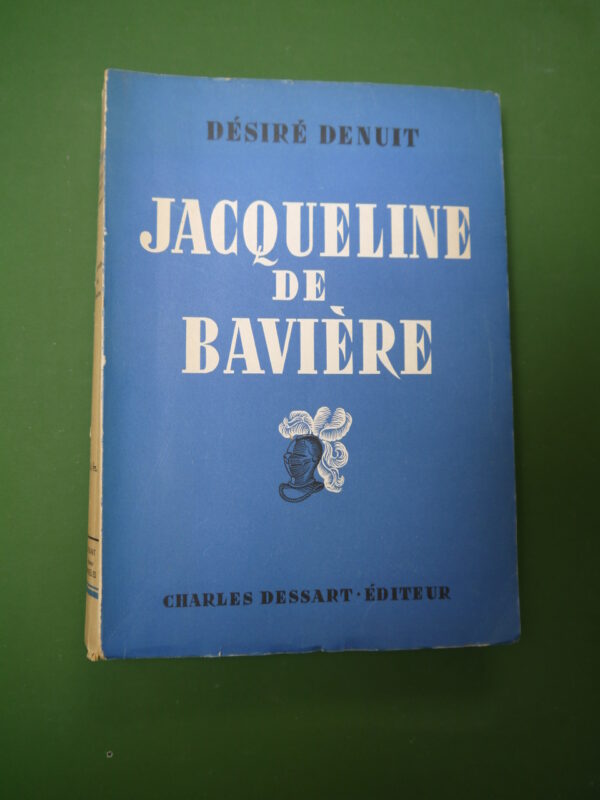 DÉSIRÉ DENUIT
JACQUELINE
DE
BAVIÈRE
CHARLES DESSART · ÉDITEUR